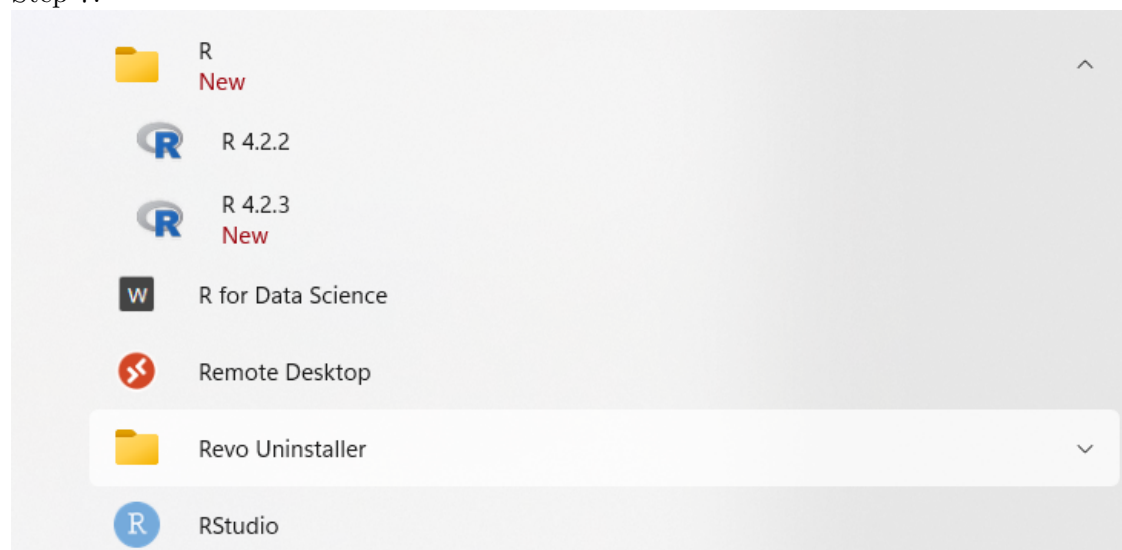 R
New
R 4.2.2
R 4.2.3
New
W
R for Data Science
Remote Desktop
Revo Uninstaller
R
RStudio